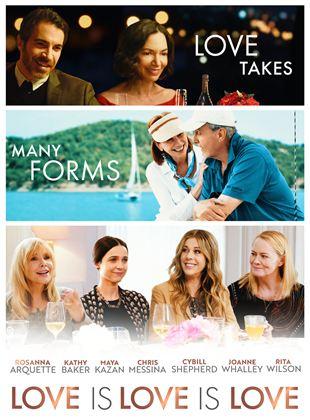 LOVE
TAKES
MANY
FORMS
ROSANNA ARQUETTE KATHY BAKER MAYA KAZAN CHRIS MESSINA CYBILL SHEPHERD JOANNE WHALLEY RITA WILSON
LOVE IS LOVE IS LOVE